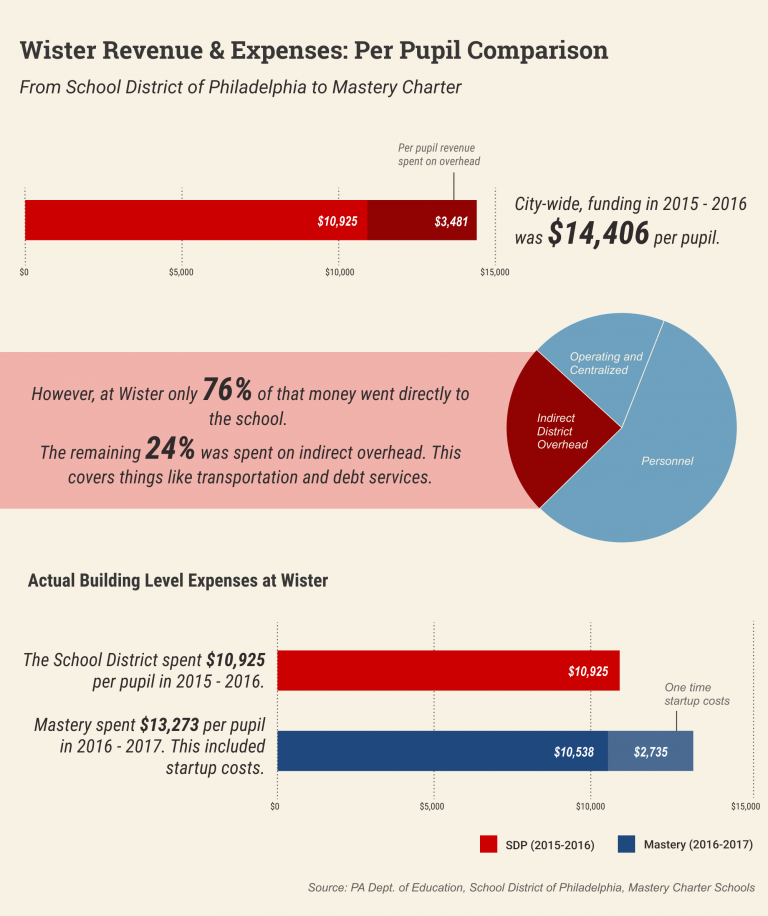 Wister Revenue & Expenses: Per Pupil Comparison
From School District of Philadelphia to Mastery Charter
Per pupil revenue
spent on overhead
$10,925
$3,481
$0
$5,000
$10,000
$15,000
City-wide, funding in 2015 - 2016
was $14,406 per pupil.
However, at Wister only 76% of that money went directly to
the school.
The remaining 24% was spent on indirect overhead. This
covers things like transportation and debt services.
Operating and
Centralized
Indirect
District
Overhead
Personnel
Actual Building Level Expenses at Wister
The School District spent $10,925
per pupil in 2015 - 2016.
$10,925
One time
startup costs
Mastery spent $13,273 per pupil
in 2016 - 2017. This included
startup costs.
$10,538
$2,735
$0
$5,000
$10,000
$15,000
SDP (2015-2016)
Mastery (2016-2017)
Source: PA Dept. of Education, School District of Philadelphia, Mastery Charter Schools